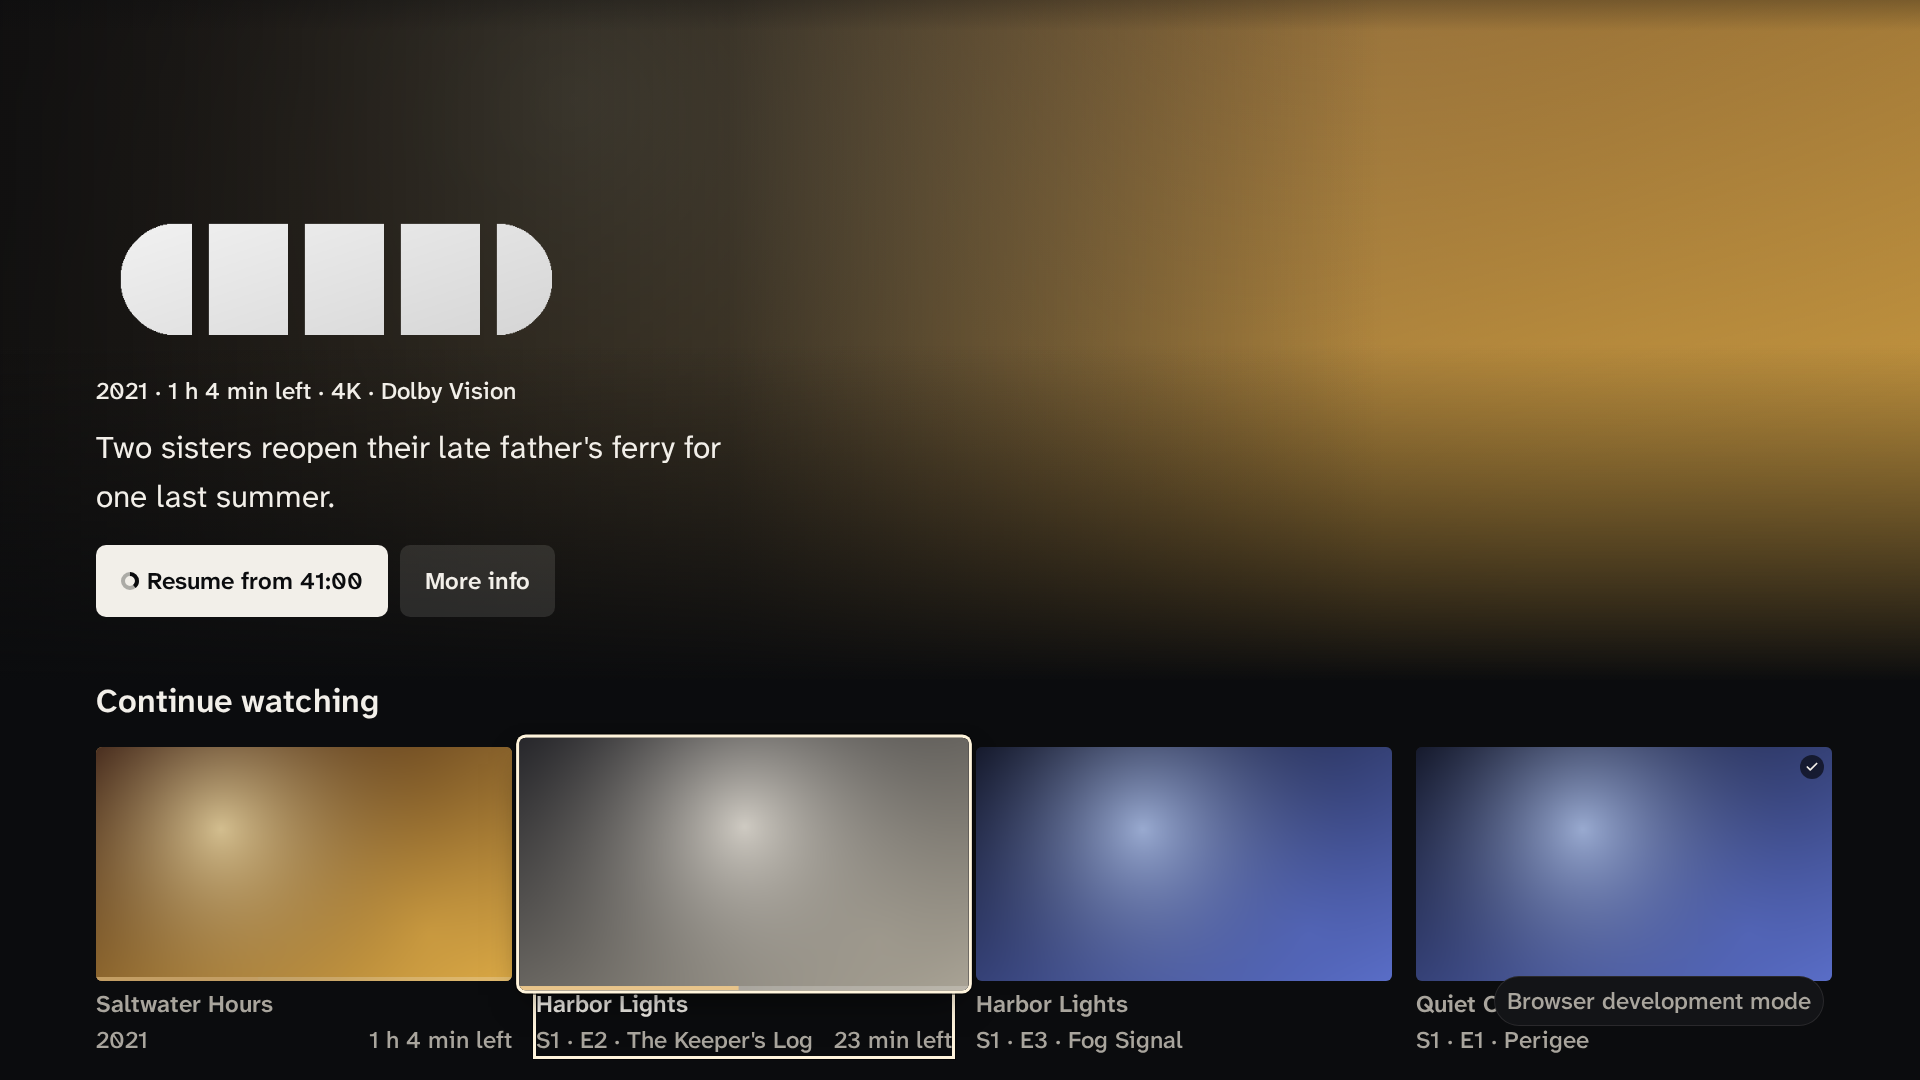 2021 · 1 h 4 min left · 4K · Dolby Vision
Two sisters reopen their late father's ferry for
one last summer.
Resume from 41:00
More info
Continue watching
Saltwater Hours
2021
1 h 4 min left
Harbor Lights
S1 · E2 · The Keeper's Log
23 min left
Harbor Lights
S1 · E3 · Fog Signal
Quiet
S1 · E1 · Perigee
Browser development mode